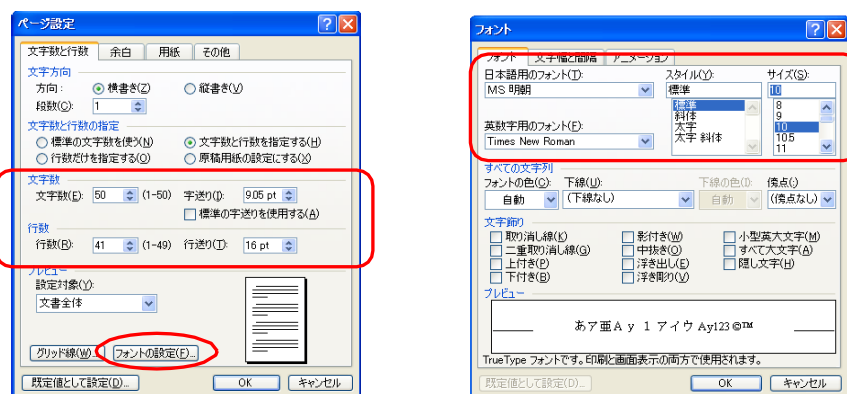 ページ設定
文字数と行数 余白 用紙 その他
文字方向
方向: 横書き(Z) 縦書き(V)
段数(C): 1
文字数と行数の指定
標準の文字数を使う(N) 文字数と行数を指定する(H)
行数だけを指定する(O) 原稿用紙の設定にする(X)
文字数
文字数(E): 50 (1-50) 字送り(I): 9.05 pt
標準の字送りを使用する(A)
行数
行数(R): 41 (1-49) 行送り(T): 16 pt
プレビュー
設定対象(Y):
文書全体
グリッド線(W)... フォントの設定(F)...
既定値として設定(D)... OK キャンセル
フォント
フォント 文字幅と間隔 アニメーション
日本語用のフォント(T): スタイル(Y): サイズ(S):
MS 明朝 標準 10
標準 8
斜体 9
英数字用のフォント(F): 太字 10
Times New Roman 太字 斜体 10.5
11
すべての文字列
フォントの色(C): 下線(U): 下線の色(I): 傍点(:)
自動 (下線なし) 自動 (傍点なし)
文字飾り
取り消し線(K) 影付き(W) 小型英大文字(M)
二重取り消し線(G) 中抜き(O) すべて大文字(A)
上付き(P) 浮き出し(E) 隠し文字(H)
下付き(B) 浮き彫り(V)
プレビュー
あア亜Ay 1 アイウ Ay123©™
TrueType フォントです。印刷と画面表示の両方で使用されます。
既定値として設定(D)... OK キャンセル